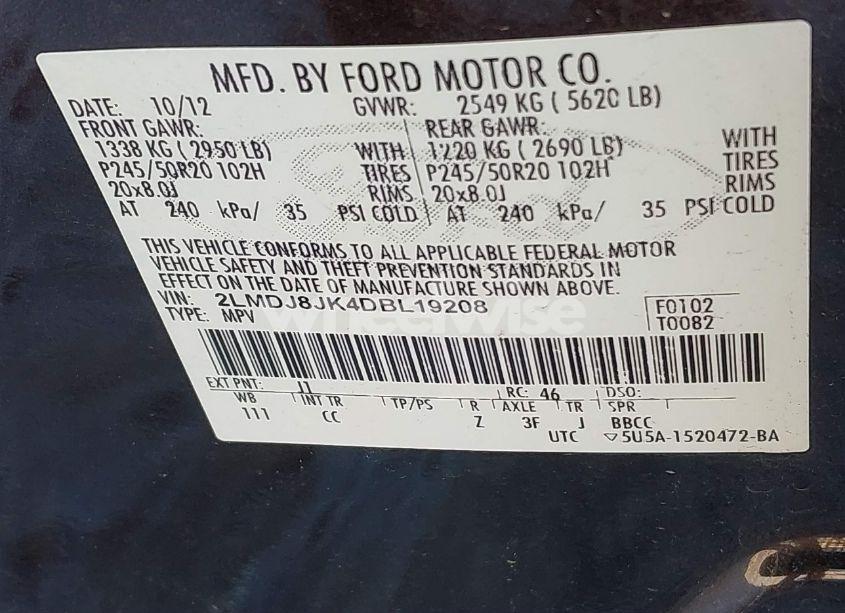 MFD. BY FORD MOTOR CO.
DATE: 10/12 GVWR: 2549 KG ( 5620 LB)
FRONT GAWR: REAR GAWR:
1338 KG ( 2950 LB) WITH 1220 KG ( 2690 LB) WITH
P245/50R20 102H TIRES P245/50R20 102H TIRES
20x8.0J RIMS 20x8.0J RIMS
AT 240 kPa/ 35 PSI COLD AT 240 kPa/ 35 PSI COLD
THIS VEHICLE CONFORMS TO ALL APPLICABLE FEDERAL MOTOR
VEHICLE SAFETY AND THEFT PREVENTION STANDARDS IN
EFFECT ON THE DATE OF MANUFACTURE SHOWN ABOVE.
VIN: 2LMDJ8JK4DBL19208 F0102
TYPE: MPV T0082
wheelwise
EXT PNT: J1 RC: 46 DSO:
WB INT TR TP/PS R AXLE TR SPR
111 CC Z 3F J BBCC
UTC ▽5U5A-1520472-BA